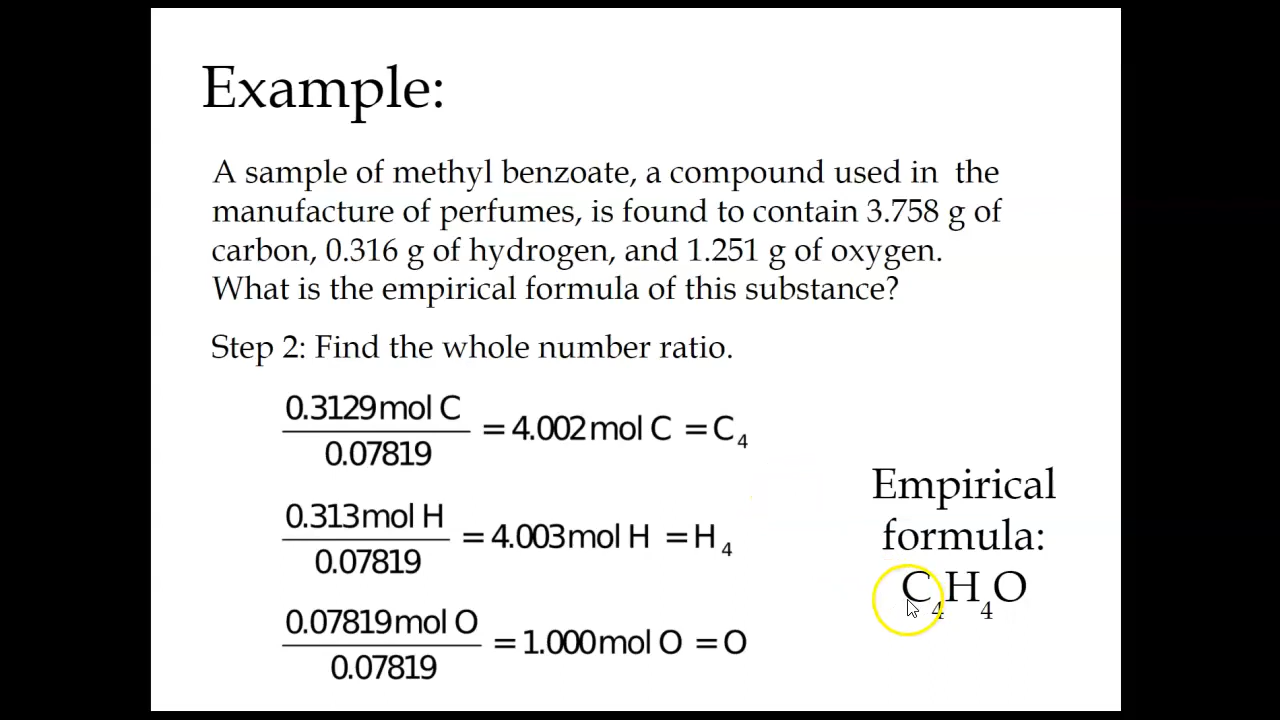 Example:
A sample of methyl benzoate, a compound used in the
manufacture of perfumes, is found to contain 3.758 g of
carbon, 0.316 g of hydrogen, and 1.251 g of oxygen.
What is the empirical formula of this substance?
Step 2: Find the whole number ratio.
0.3129mol C
0.07819
= 4.002mol C = C₄
0.313mol H
0.07819
= 4.003mol H = H₄
0.07819mol O
0.07819
= 1.000mol O = O
Empirical
formula:
C₄H₄O